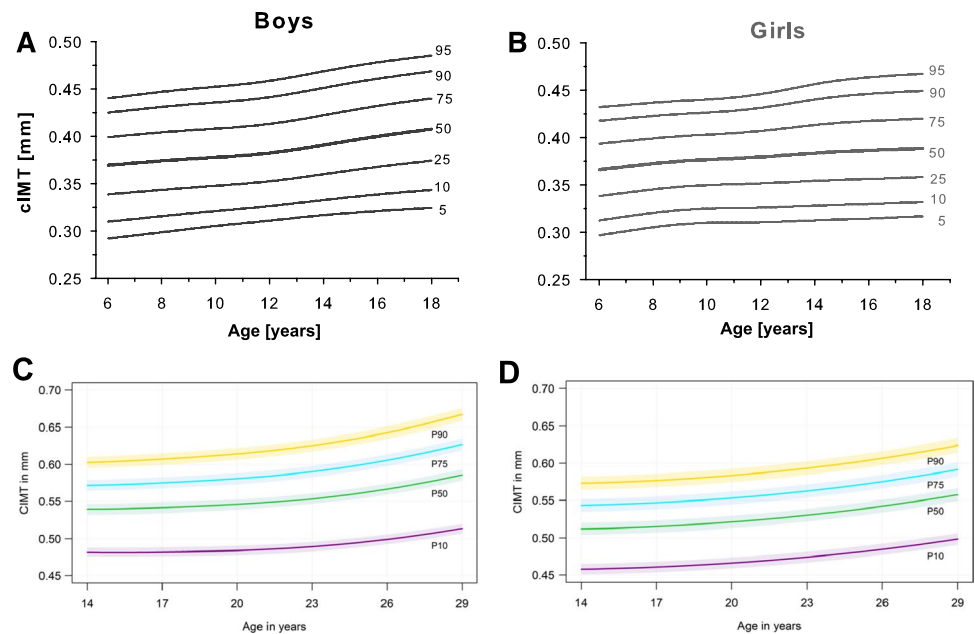 Boys
A
cIMT [mm]
0.50
0.45
0.40
0.35
0.30
0.25
95
90
75
50
25
10
5
6 8 10 12 14 16 18
Age [years]
Girls
B
0.50
0.45
0.40
0.35
0.30
0.25
95
90
75
50
25
10
5
6 8 10 12 14 16 18
Age [years]
C
CIMT in mm
0.70
0.65
0.60
0.55
0.50
0.45
P90
P75
P50
P10
14 17 20 23 26 29
Age in years
D
CIMT in mm
0.70
0.65
0.60
0.55
0.50
0.45
P90
P75
P50
P10
14 17 20 23 26 29
Age in years